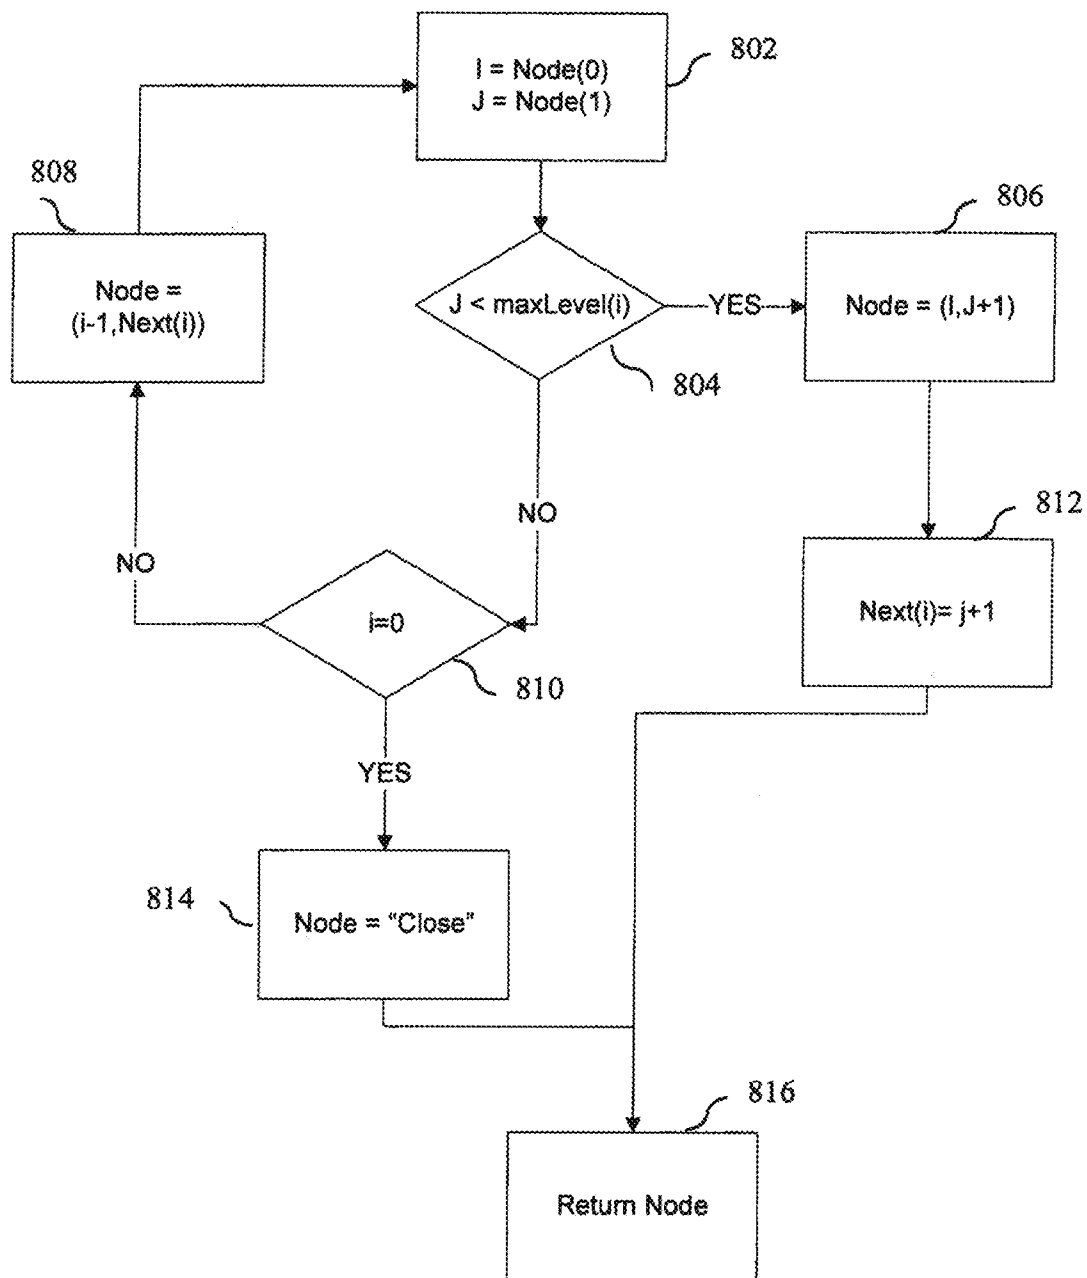 I = Node(0)
J = Node(1)
802
808
Node =
(i-1,Next(i))
J < maxLevel(i)
YES
804
806
Node = (I,J+1)
NO
NO
812
Next(i)= j+1
i=0
810
YES
814
Node = "Close"
816
Return Node